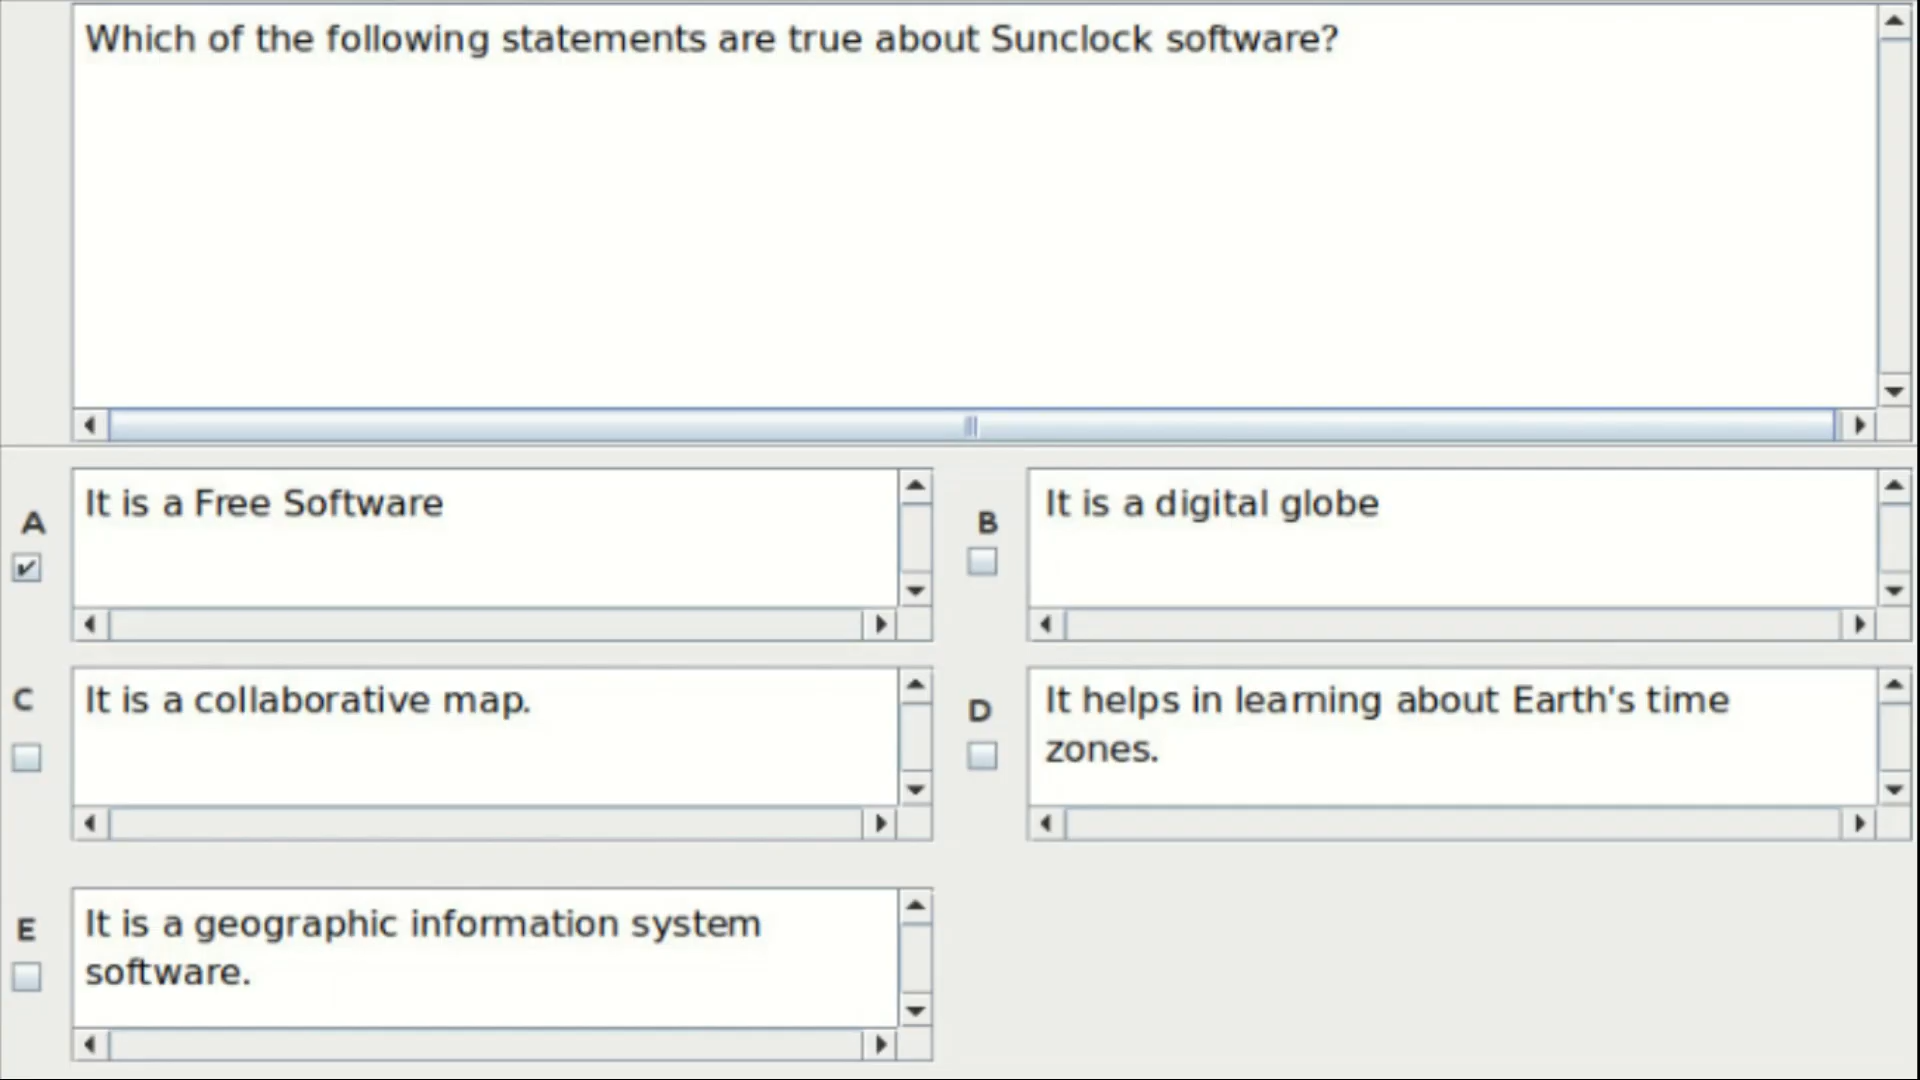 Which of the following statements are true about Sunclock software?
A
It is a Free Software
B
It is a digital globe
C
It is a collaborative map.
D
It helps in learning about Earth's time
zones.
E
It is a geographic information system
software.